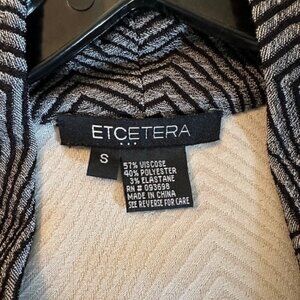 ETCETERA
S
57% VISCOSE
40% POLYESTER
3% ELASTANE
RN # 093698
MADE IN CHINA
SEE REVERSE FOR CARE